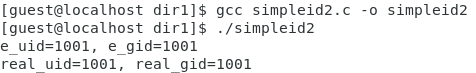 [guest@localhost dir1]$ gcc simpleid2.c -o simpleid2
[guest@localhost dir1]$ ./simpleid2
e_uid=1001, e_gid=1001
real_uid=1001, real_gid=1001